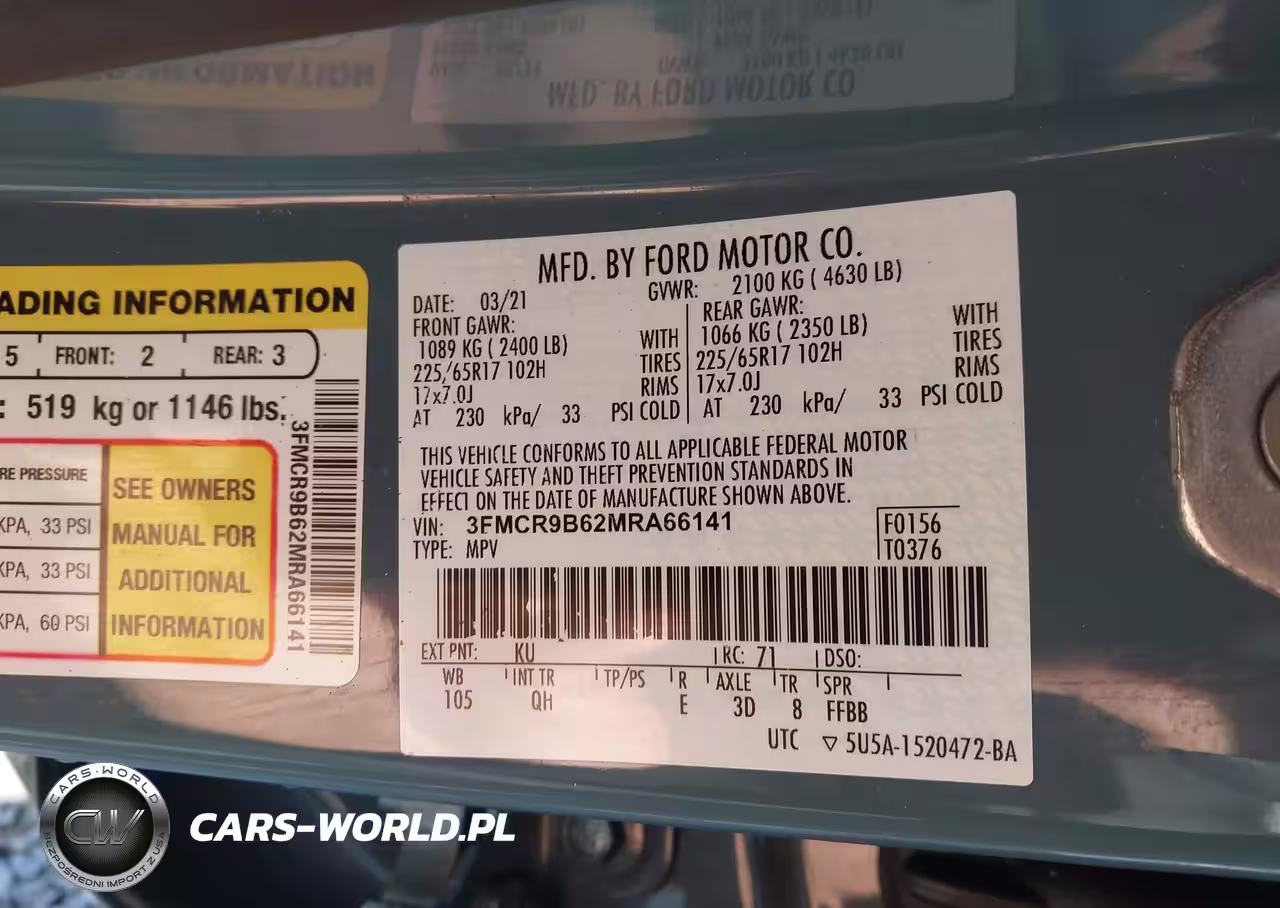 ADING INFORMATION
5 FRONT: 2 REAR: 3
: 519 kg or 1146 lbs.
RE PRESSURE
KPA, 33 PSI
KPA, 33 PSI
KPA, 60 PSI
SEE OWNERS
MANUAL FOR
ADDITIONAL
INFORMATION
3FMCR9B62MRA66141
MFD. BY FORD MOTOR CO.
DATE: 03/21 GVWR: 2100 KG ( 4630 LB)
FRONT GAWR: REAR GAWR:
1089 KG ( 2400 LB) WITH 1066 KG ( 2350 LB) WITH
225/65R17 102H TIRES 225/65R17 102H TIRES
17x7.0J RIMS 17x7.0J RIMS
AT 230 kPa/ 33 PSI COLD AT 230 kPa/ 33 PSI COLD
THIS VEHICLE CONFORMS TO ALL APPLICABLE FEDERAL MOTOR
VEHICLE SAFETY AND THEFT PREVENTION STANDARDS IN
EFFECT ON THE DATE OF MANUFACTURE SHOWN ABOVE.
VIN: 3FMCR9B62MRA66141 F0156
TYPE: MPV T0376
EXT PNT: KU RC: 71 DSO:
WB INT TR TP/PS R AXLE TR SPR
105 QH E 3D 8 FFBB
UTC ▽ 5U5A-1520472-BA
CARS-WORLD
CW
BEZPOŚREDNI IMPORT Z USA
CARS-WORLD.PL